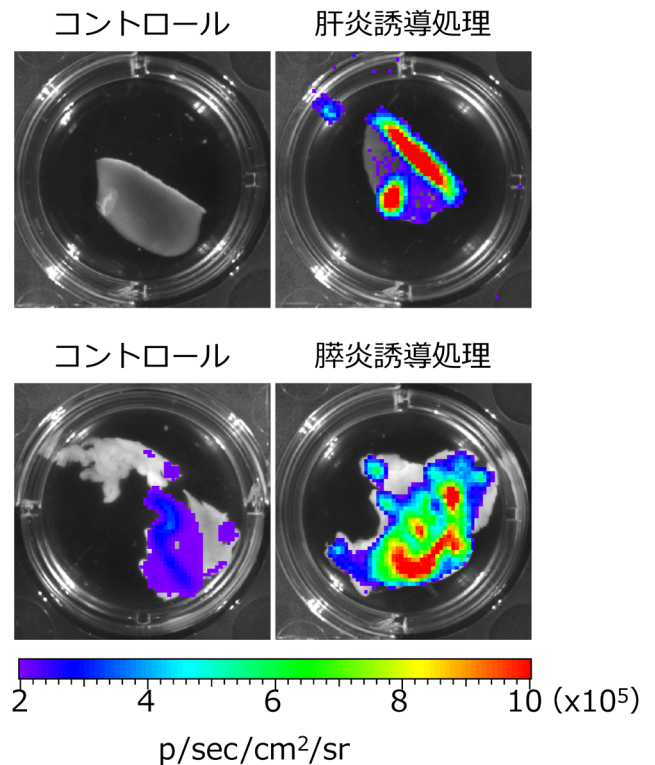 コントロール
肝炎誘導処理
コントロール
膵炎誘導処理
2 4 6 8 10 (x10⁵)
p/sec/cm²/sr